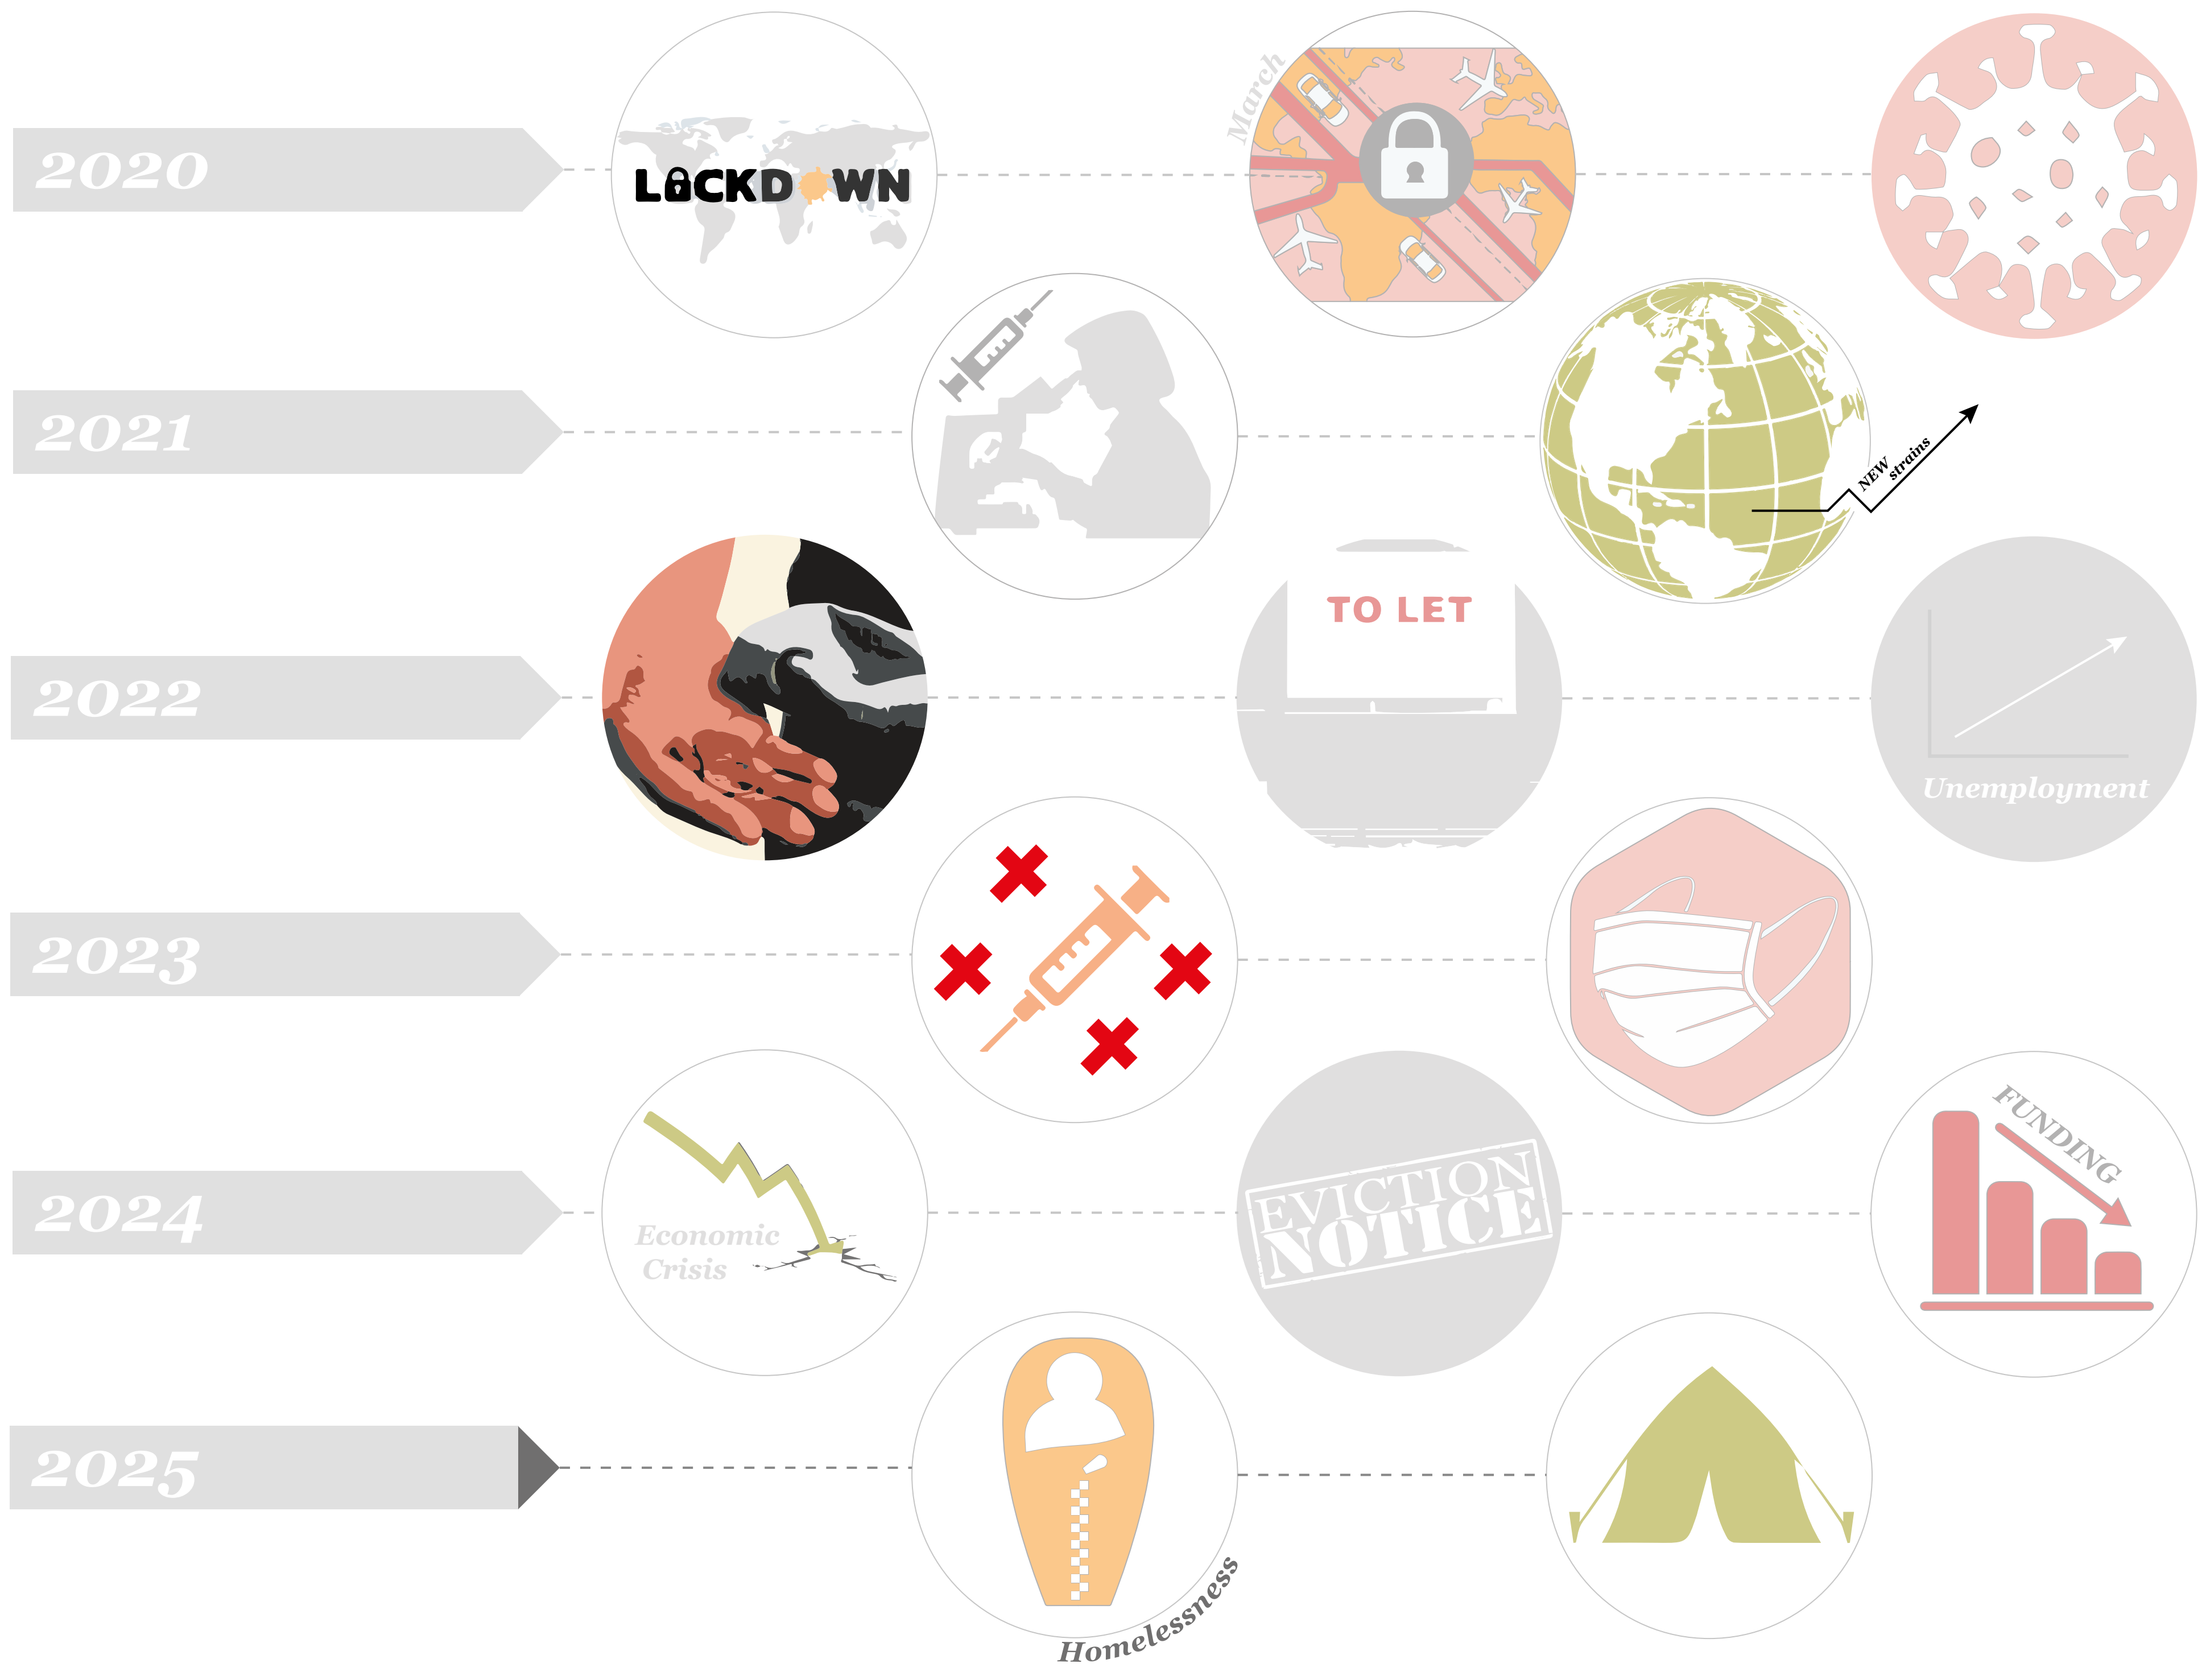 2020
LOCKDOWN
March
2021
NEW
strains
2022
TO LET
Unemployment
2023
2024
Economic
Crisis
EVICTION
NOTICE
FUNDING
2025
Homelessness